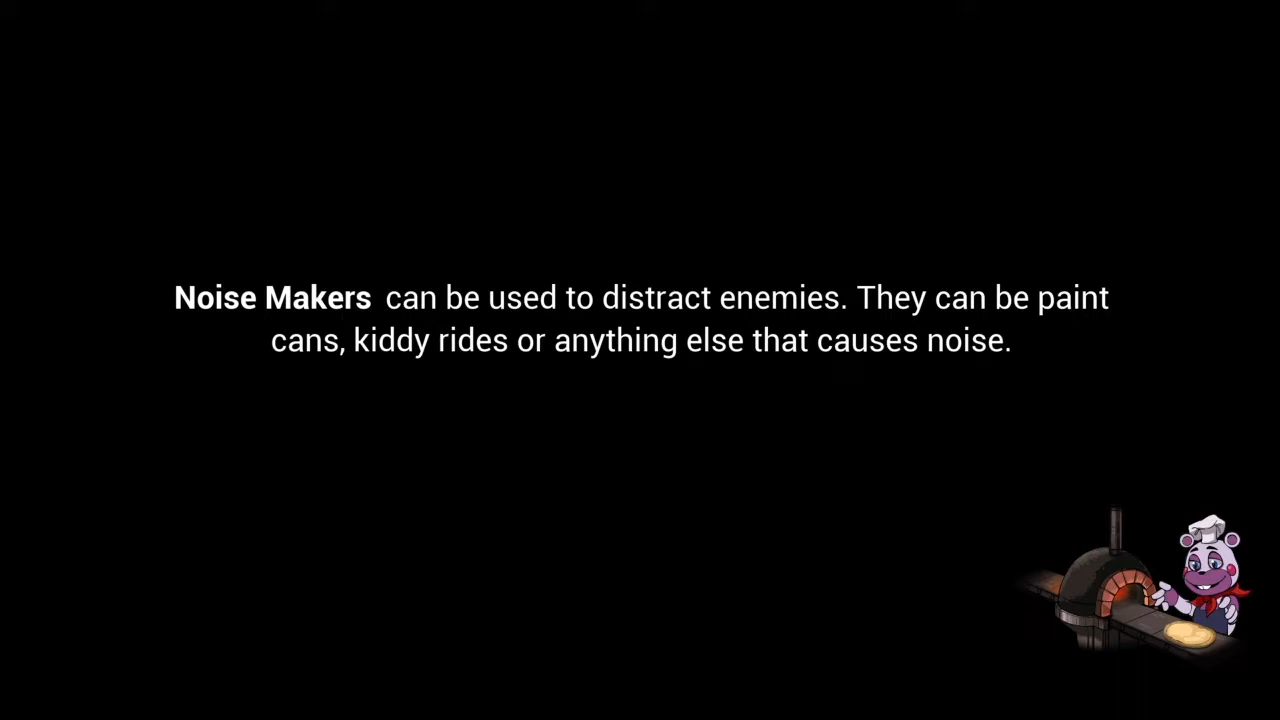 Noise Makers can be used to distract enemies. They can be paint
cans, kiddy rides or anything else that causes noise.